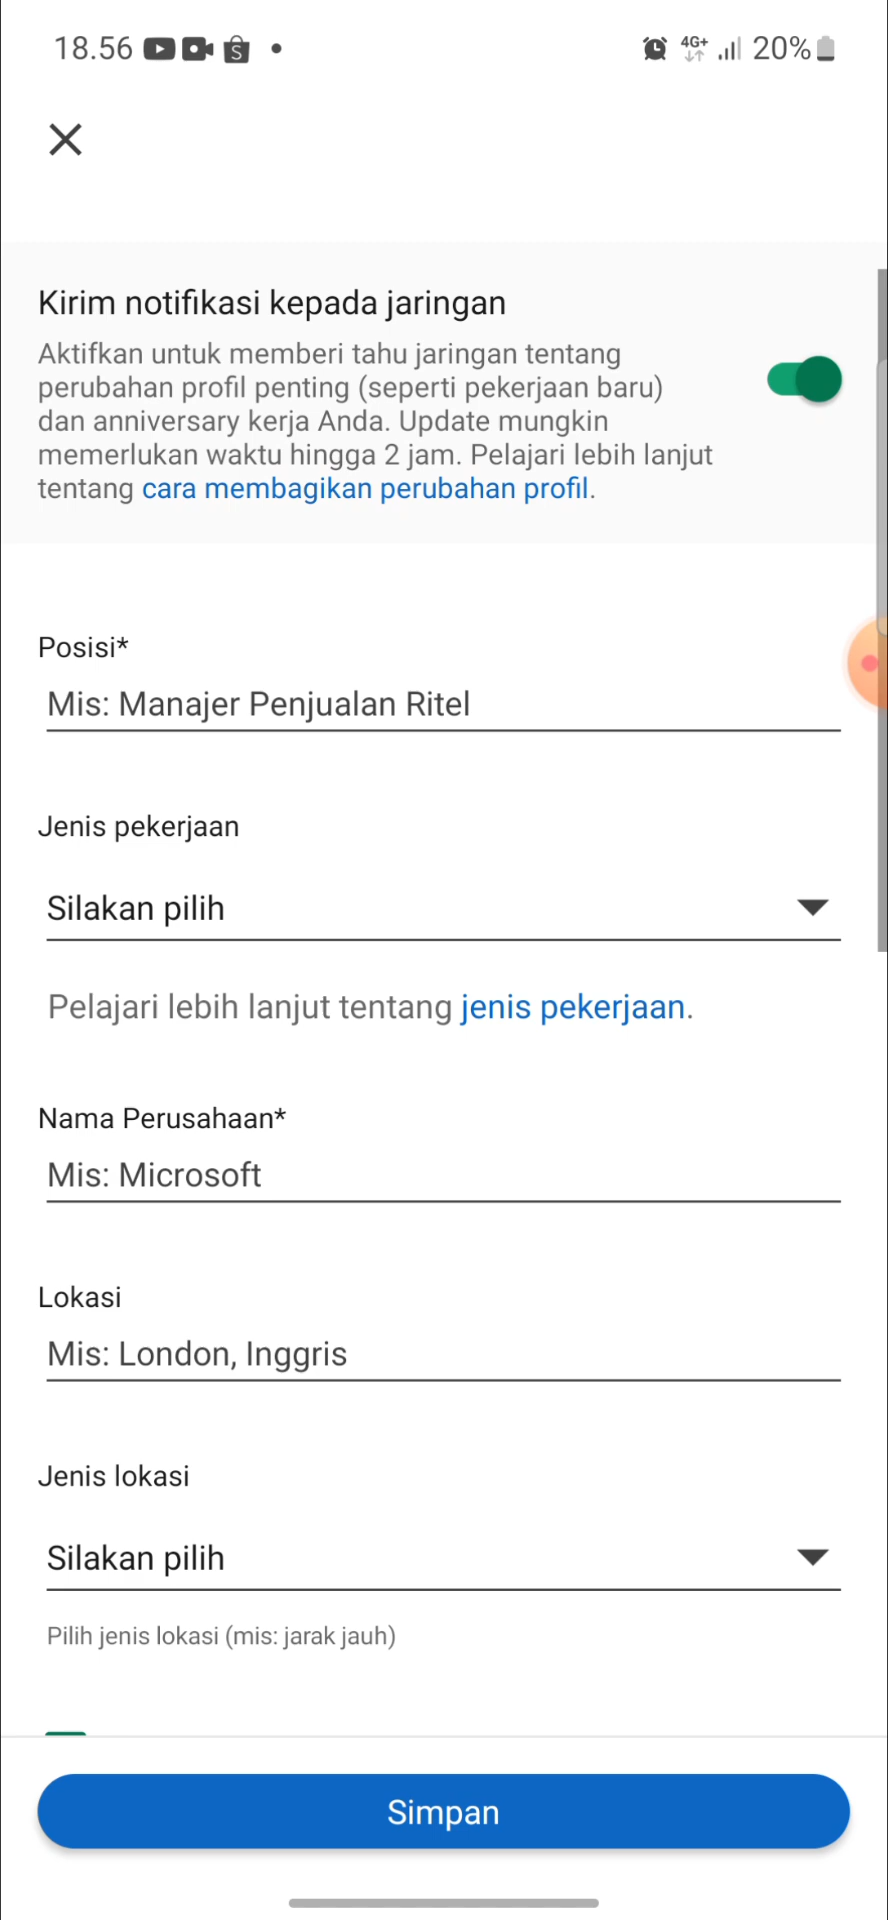 18.56
4G+
20%
Kirim notifikasi kepada jaringan
Aktifkan untuk memberi tahu jaringan tentang
perubahan profil penting (seperti pekerjaan baru)
dan anniversary kerja Anda. Update mungkin
memerlukan waktu hingga 2 jam. Pelajari lebih lanjut
tentang cara membagikan perubahan profil.
Posisi*
Mis: Manajer Penjualan Ritel
Jenis pekerjaan
Silakan pilih
Pelajari lebih lanjut tentang jenis pekerjaan.
Nama Perusahaan*
Mis: Microsoft
Lokasi
Mis: London, Inggris
Jenis lokasi
Silakan pilih
Pilih jenis lokasi (mis: jarak jauh)
Simpan